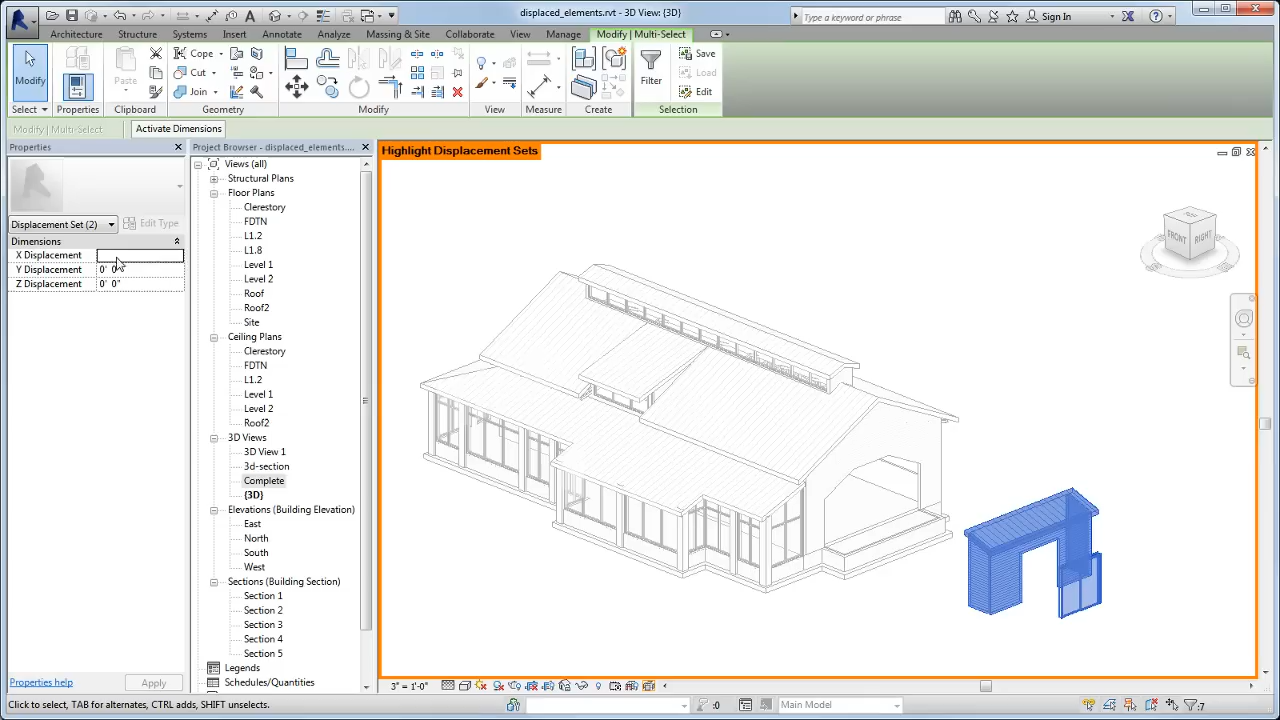 displaced_elements.rvt - 3D View: {3D}
Type a keyword or phrase
Sign In
Architecture Structure Systems Insert Annotate Analyze Massing & Site Collaborate View Manage Modify | Multi-Select
Modify
Properties
Paste
Cope
Cut
Join
Filter
Save
Load
Edit
Select Properties Clipboard Geometry Modify View Measure Create Selection
Modify | Multi-Select
Activate Dimensions
Properties
Displacement Set (2)
Edit Type
Dimensions
X Displacement
Y Displacement 0' 0"
Z Displacement 0' 0"
Properties help
Apply
Project Browser - displaced_elements....
Views (all)
Structural Plans
Floor Plans
Clerestory
FDTN
L1.2
L1.8
Level 1
Level 2
Roof
Roof2
Site
Ceiling Plans
Clerestory
FDTN
L1.2
Level 1
Level 2
Roof2
3D Views
3D View 1
3d-section
Complete
{3D}
Elevations (Building Elevation)
East
North
South
West
Sections (Building Section)
Section 1
Section 2
Section 3
Section 4
Section 5
Legends
Schedules/Quantities
Highlight Displacement Sets
TOP
FRONT
RIGHT
3" = 1'-0"
Click to select, TAB for alternates, CTRL adds, SHIFT unselects.
:0
Main Model
:7